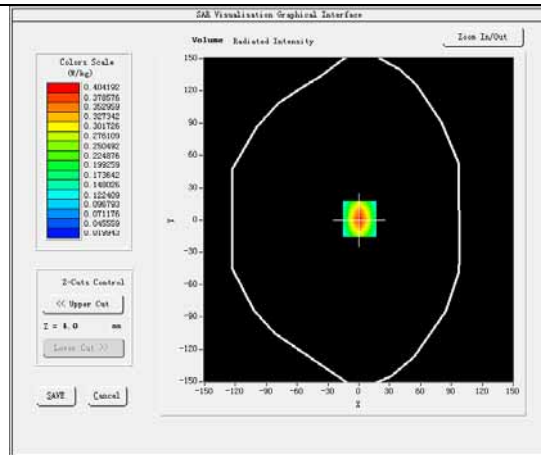 SAR Visualisation Graphical Interface
Volume Radiated Intensity
Zoom In/Out
Colors Scale
(W/kg)
0.404192
0.378576
0.352959
0.327342
0.301726
0.276109
0.250492
0.224876
0.199259
0.173642
0.148026
0.122409
0.096793
0.071176
0.045559
0.019943
150
120
90
60
30
0
-30
-60
-90
-120
-150
Y
-150 -120 -90 -60 -30 0 30 60 90 120 150
X
Z-Cuts Control
<< Upper Cut
Z = 4.0 mm
Lower Cut >>
SAVE Cancel